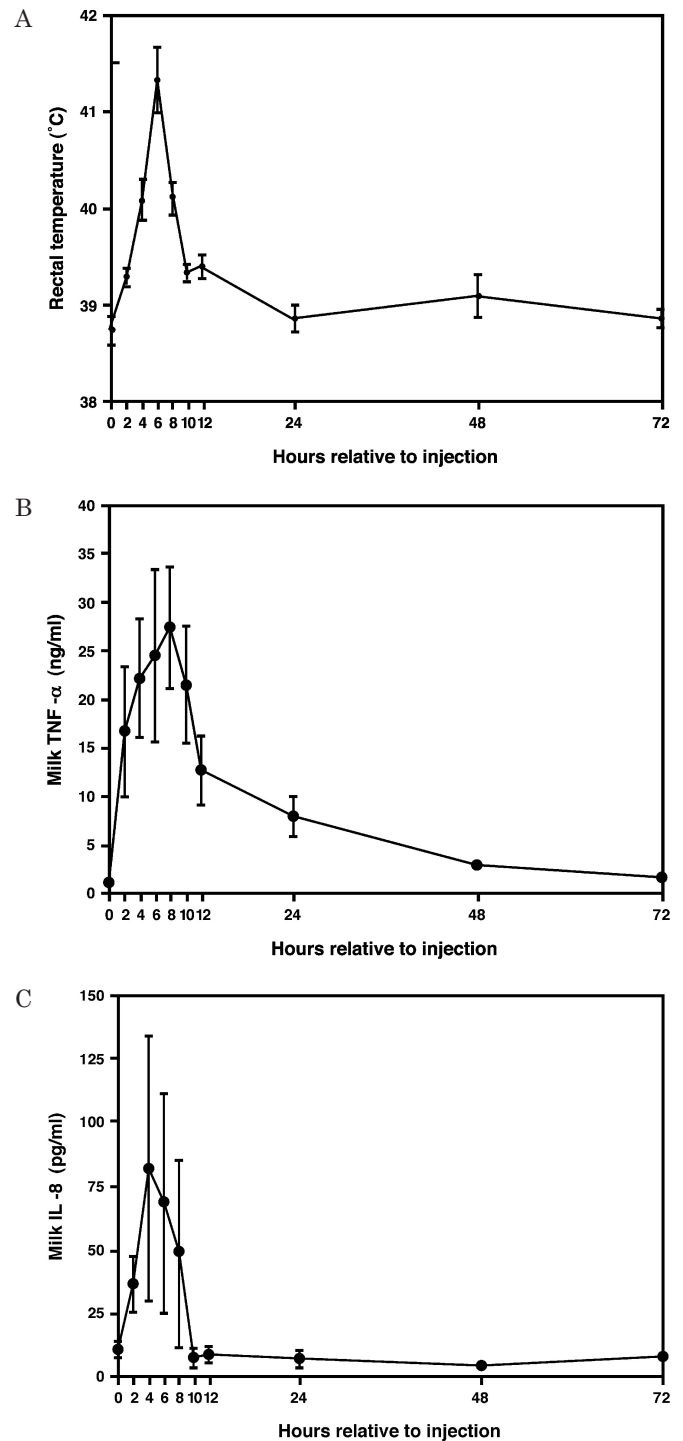 A
42
41
40
39
38
Rectal temperature (˚C)
0 2 4 6 8 10 12 24 48 72
Hours relative to injection
B
40
35
30
25
20
15
10
5
0
Milk TNF -α (ng/ml)
0 2 4 6 8 10 12 24 48 72
Hours relative to injection
C
150
125
100
75
50
25
0
Milk IL -8 (pg/ml)
0 2 4 6 8 10 12 24 48 72
Hours relative to injection